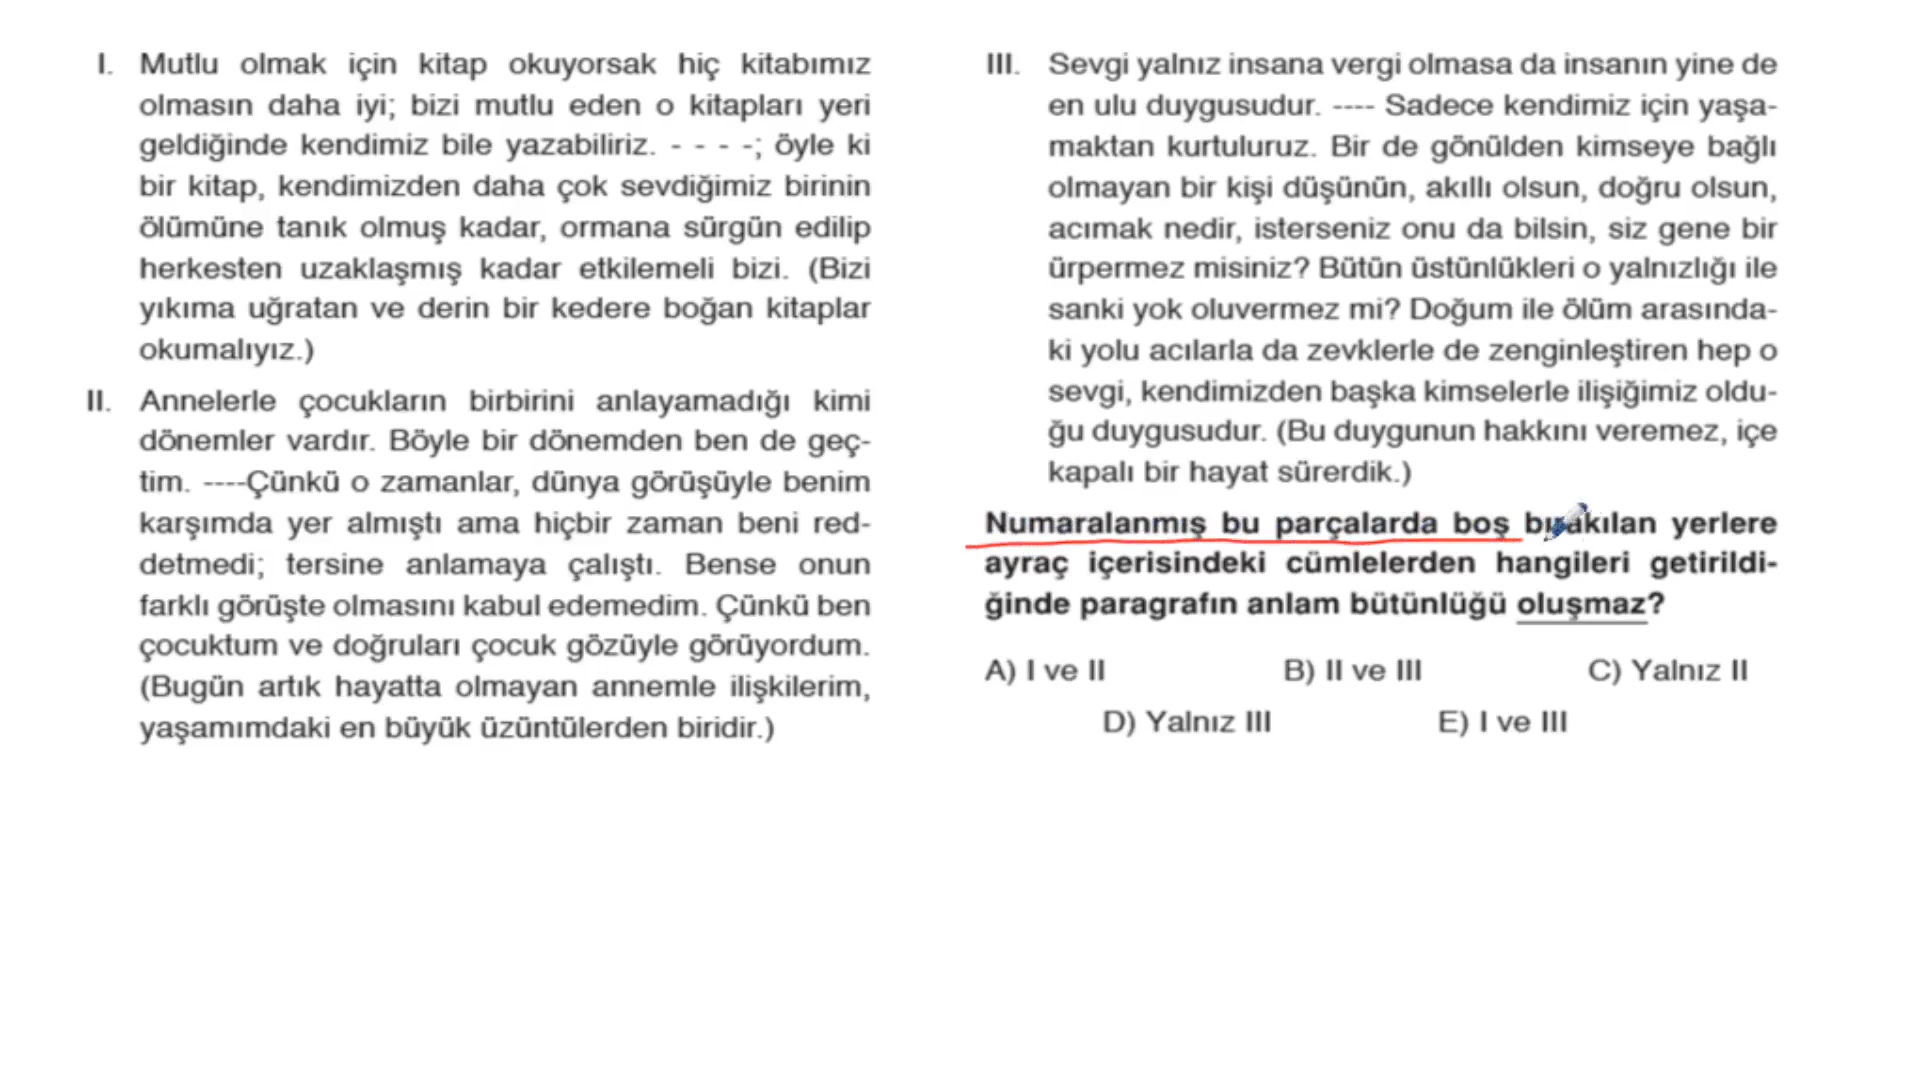 I. Mutlu olmak için kitap okuyorsak hiç kitabımız
olmasın daha iyi; bizi mutlu eden o kitapları yeri
geldiğinde kendimiz bile yazabiliriz. - - - -; öyle ki
bir kitap, kendimizden daha çok sevdiğimiz birinin
ölümüne tanık olmuş kadar, ormana sürgün edilip
herkesten uzaklaşmış kadar etkilemeli bizi. (Bizi
yıkıma uğratan ve derin bir kedere boğan kitaplar
okumalıyız.)
II. Annelerle çocukların birbirini anlayamadığı kimi
dönemler vardır. Böyle bir dönemden ben de geç-
tim. ----Çünkü o zamanlar, dünya görüşüyle benim
karşımda yer almıştı ama hiçbir zaman beni red-
detmedi; tersine anlamaya çalıştı. Bense onun
farklı görüşte olmasını kabul edemedim. Çünkü ben
çocuktum ve doğruları çocuk gözüyle görüyordum.
(Bugün artık hayatta olmayan annemle ilişkilerim,
yaşamımdaki en büyük üzüntülerden biridir.)
III. Sevgi yalnız insana vergi olmasa da insanın yine de
en ulu duygusudur. ---- Sadece kendimiz için yaşa-
maktan kurtuluruz. Bir de gönülden kimseye bağlı
olmayan bir kişi düşünün, akıllı olsun, doğru olsun,
acımak nedir, isterseniz onu da bilsin, siz gene bir
ürpermez misiniz? Bütün üstünlükleri o yalnızlığı ile
sanki yok oluvermez mi? Doğum ile ölüm arasında-
ki yolu acılarla da zevklerle de zenginleştiren hep o
sevgi, kendimizden başka kimselerle ilişiğimiz oldu-
ğu duygusudur. (Bu duygunun hakkını veremez, içe
kapalı bir hayat sürerdik.)
Numaralanmış bu parçalarda boş bırakılan yerlere
ayraç içerisindeki cümlelerden hangileri getirildi-
ğinde paragrafın anlam bütünlüğü oluşmaz?
A) I ve II B) II ve III C) Yalnız II
D) Yalnız III E) I ve III